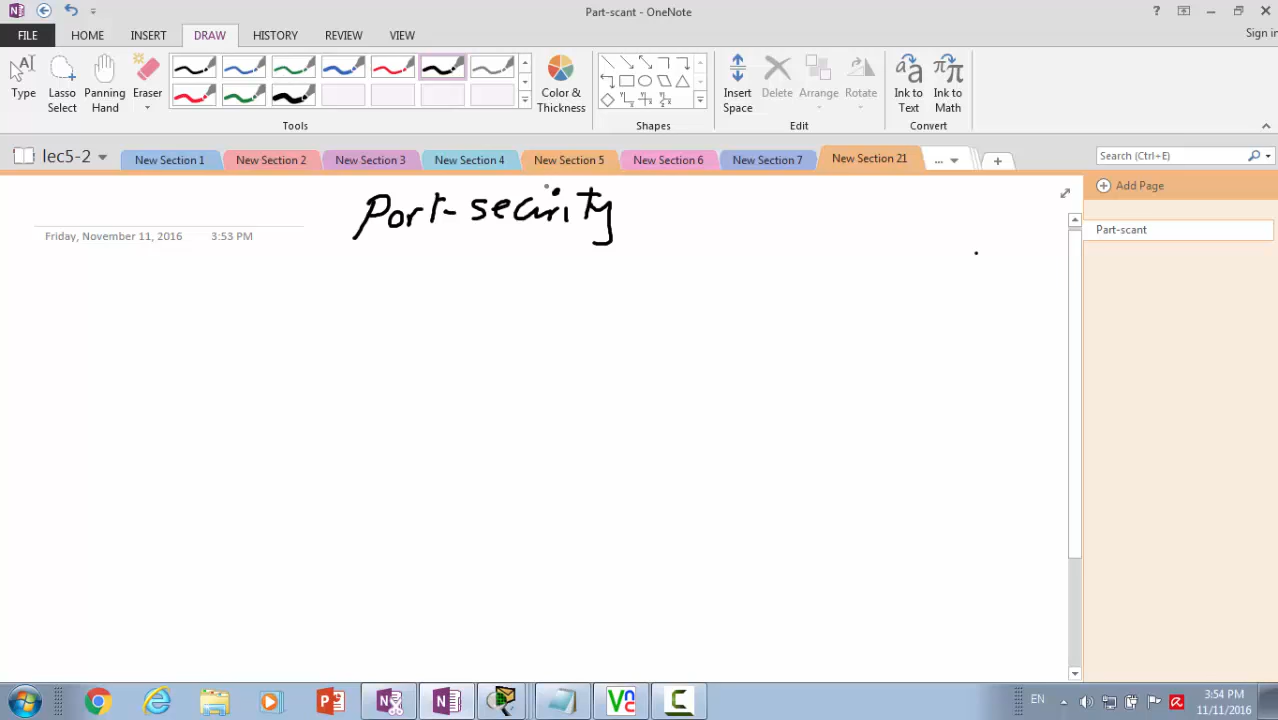 Part-scant - OneNote
?
FILE HOME INSERT DRAW HISTORY REVIEW VIEW Sign in
Type Lasso Select Panning Hand Eraser Color & Thickness Insert Space Delete Arrange Rotate Ink to Text Ink to Math
Tools Shapes Edit Convert
lec5-2 New Section 1 New Section 2 New Section 3 New Section 4 New Section 5 New Section 6 New Section 7 New Section 21 ... + Search (Ctrl+E)
Add Page
Port-security
Part-scant
Friday, November 11, 2016 3:53 PM
EN 3:54 PM
11/11/2016